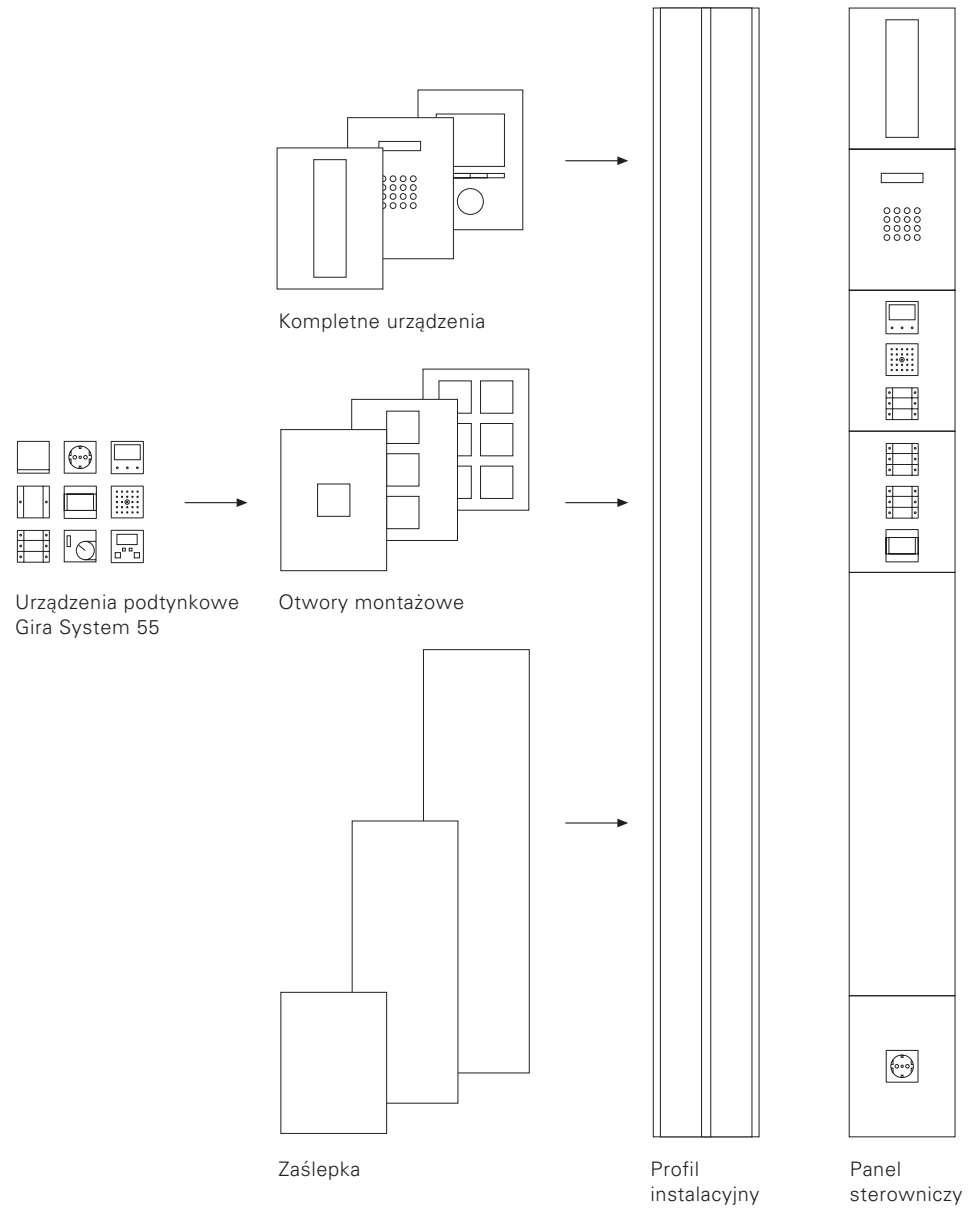 Kompletne urządzenia
Urządzenia podtynkowe
Gira System 55
Otwory montażowe
Zaślepka
Profil
instalacyjny
Panel
sterowniczy